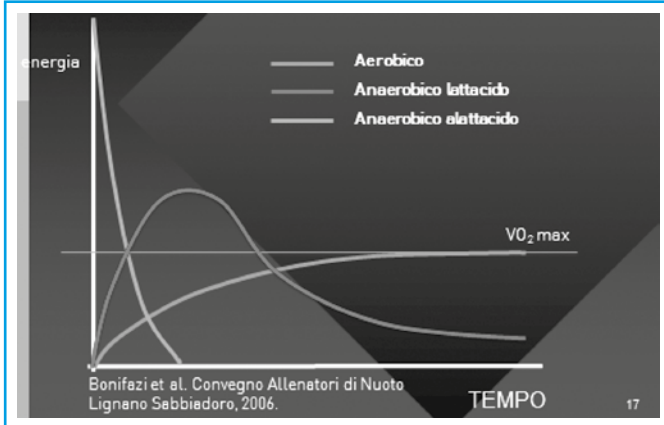 energia
Aerobico
Anaerobico lattacido
Anaerobico alattacido
VO₂ max
Bonifazi et al. Convegno Allenatori di Nuoto
Lignano Sabbiadoro, 2006.
TEMPO
17